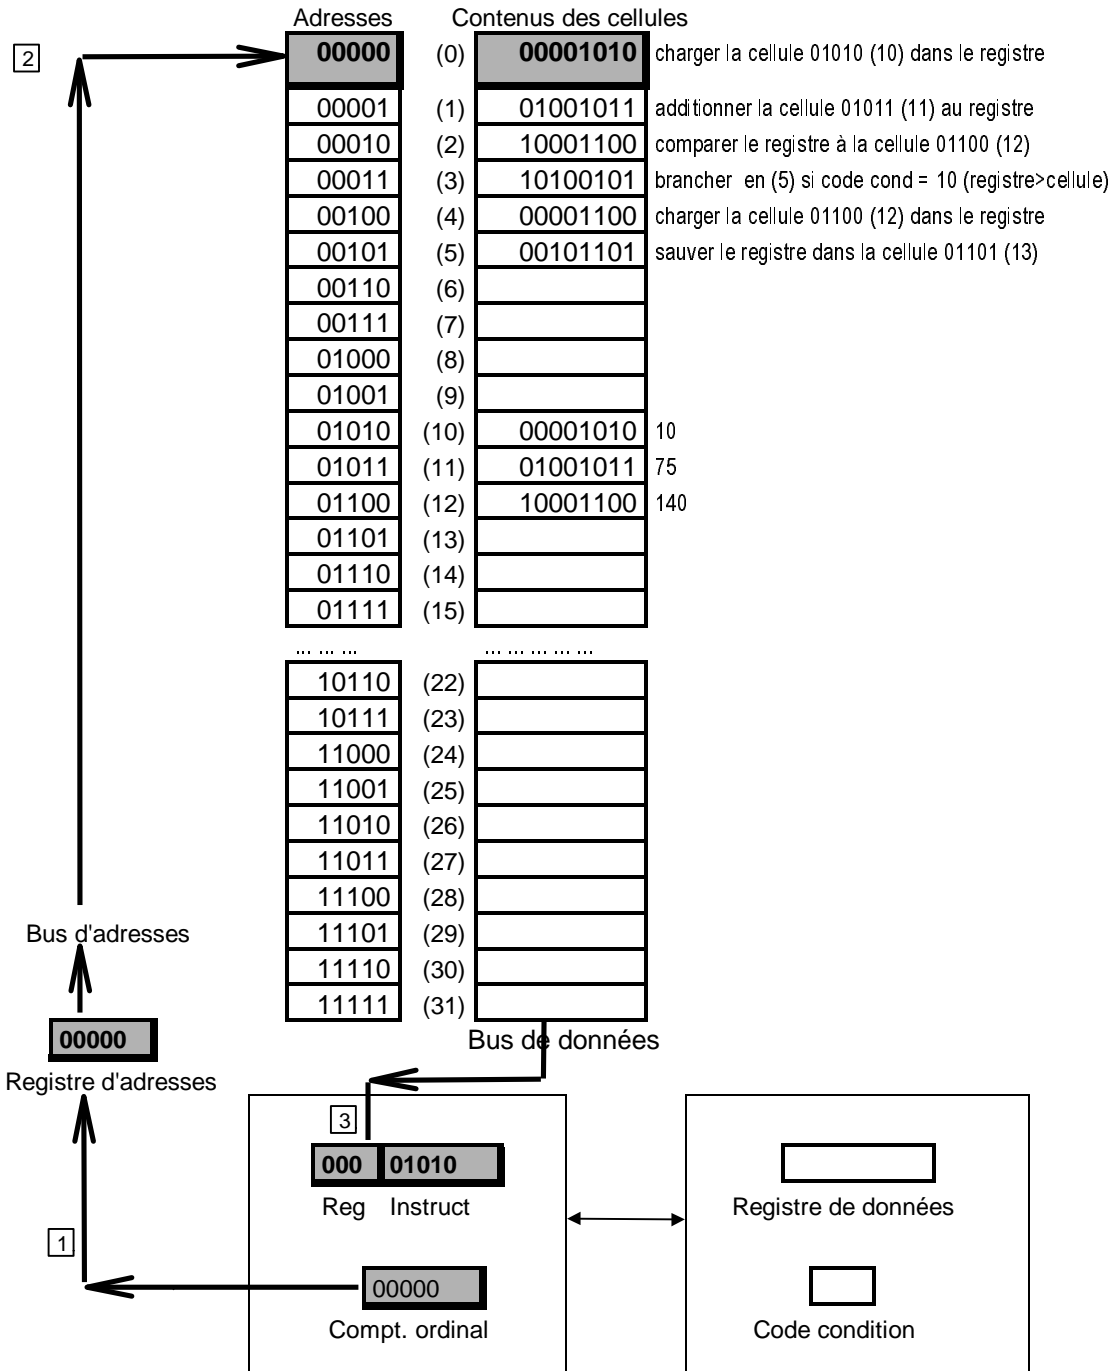 Adresses Contenus des cellules
2 00000 (0) 00001010 charger la cellule 01010 (10) dans le registre
00001 (1) 01001011 additionner la cellule 01011 (11) au registre
00010 (2) 10001100 comparer le registre à la cellule 01100 (12)
00011 (3) 10100101 brancher en (5) si code cond = 10 (registre>cellule)
00100 (4) 00001100 charger la cellule 01100 (12) dans le registre
00101 (5) 00101101 sauver le registre dans la cellule 01101 (13)
00110 (6)
00111 (7)
01000 (8)
01001 (9)
01010 (10) 00001010 10
01011 (11) 01001011 75
01100 (12) 10001100 140
01101 (13)
01110 (14)
01111 (15)
... ... ... ... ... ... ... ...
10110 (22)
10111 (23)
11000 (24)
11001 (25)
11010 (26)
11011 (27)
11100 (28)
11101 (29)
11110 (30)
11111 (31)
Bus d'adresses
00000
Registre d'adresses
Bus de données
3
000 01010
Reg Instruct
Registre de données
1
00000
Compt. ordinal
Code condition